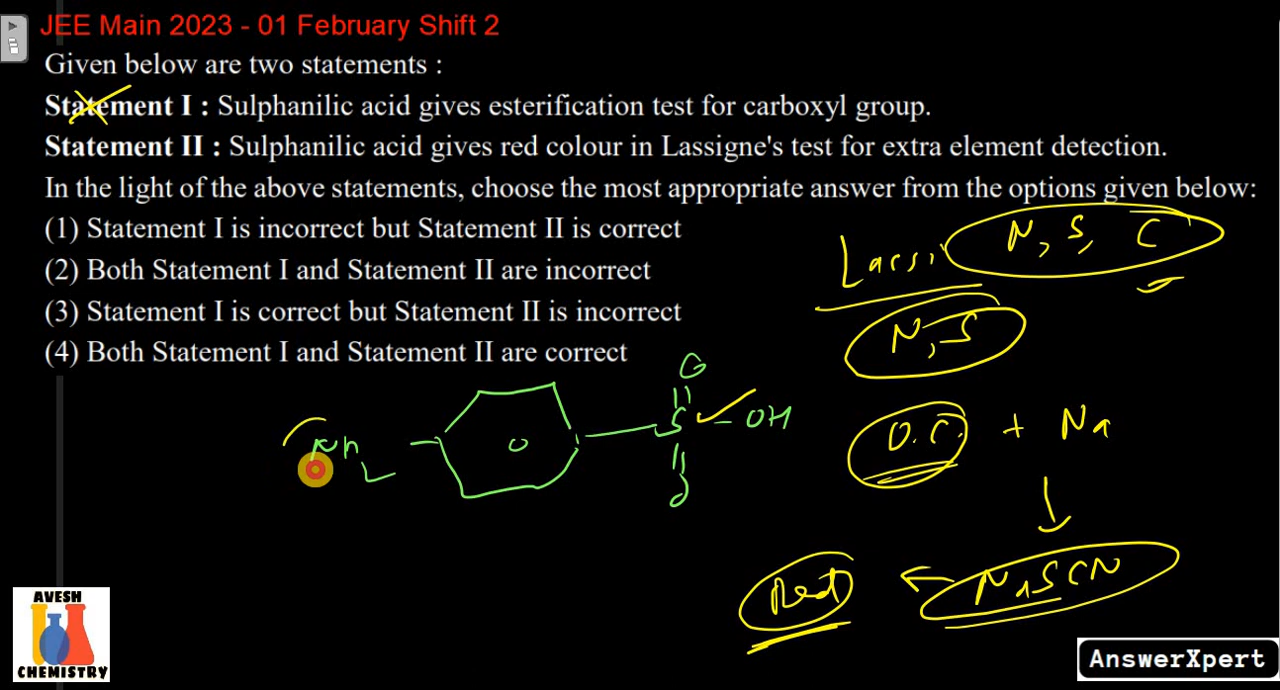 JEE Main 2023 - 01 February Shift 2
Given below are two statements :
Statement I : Sulphanilic acid gives esterification test for carboxyl group.
Statement II : Sulphanilic acid gives red colour in Lassigne's test for extra element detection.
In the light of the above statements, choose the most appropriate answer from the options given below:
(1) Statement I is incorrect but Statement II is correct
(2) Both Statement I and Statement II are incorrect
(3) Statement I is correct but Statement II is incorrect
(4) Both Statement I and Statement II are correct
Lassi
N, S, C
N, S
O
NH2
S
- OH
O
O.C. + Na
NaSCN
Red
AVESH
CHEMISTRY
AnswerXpert